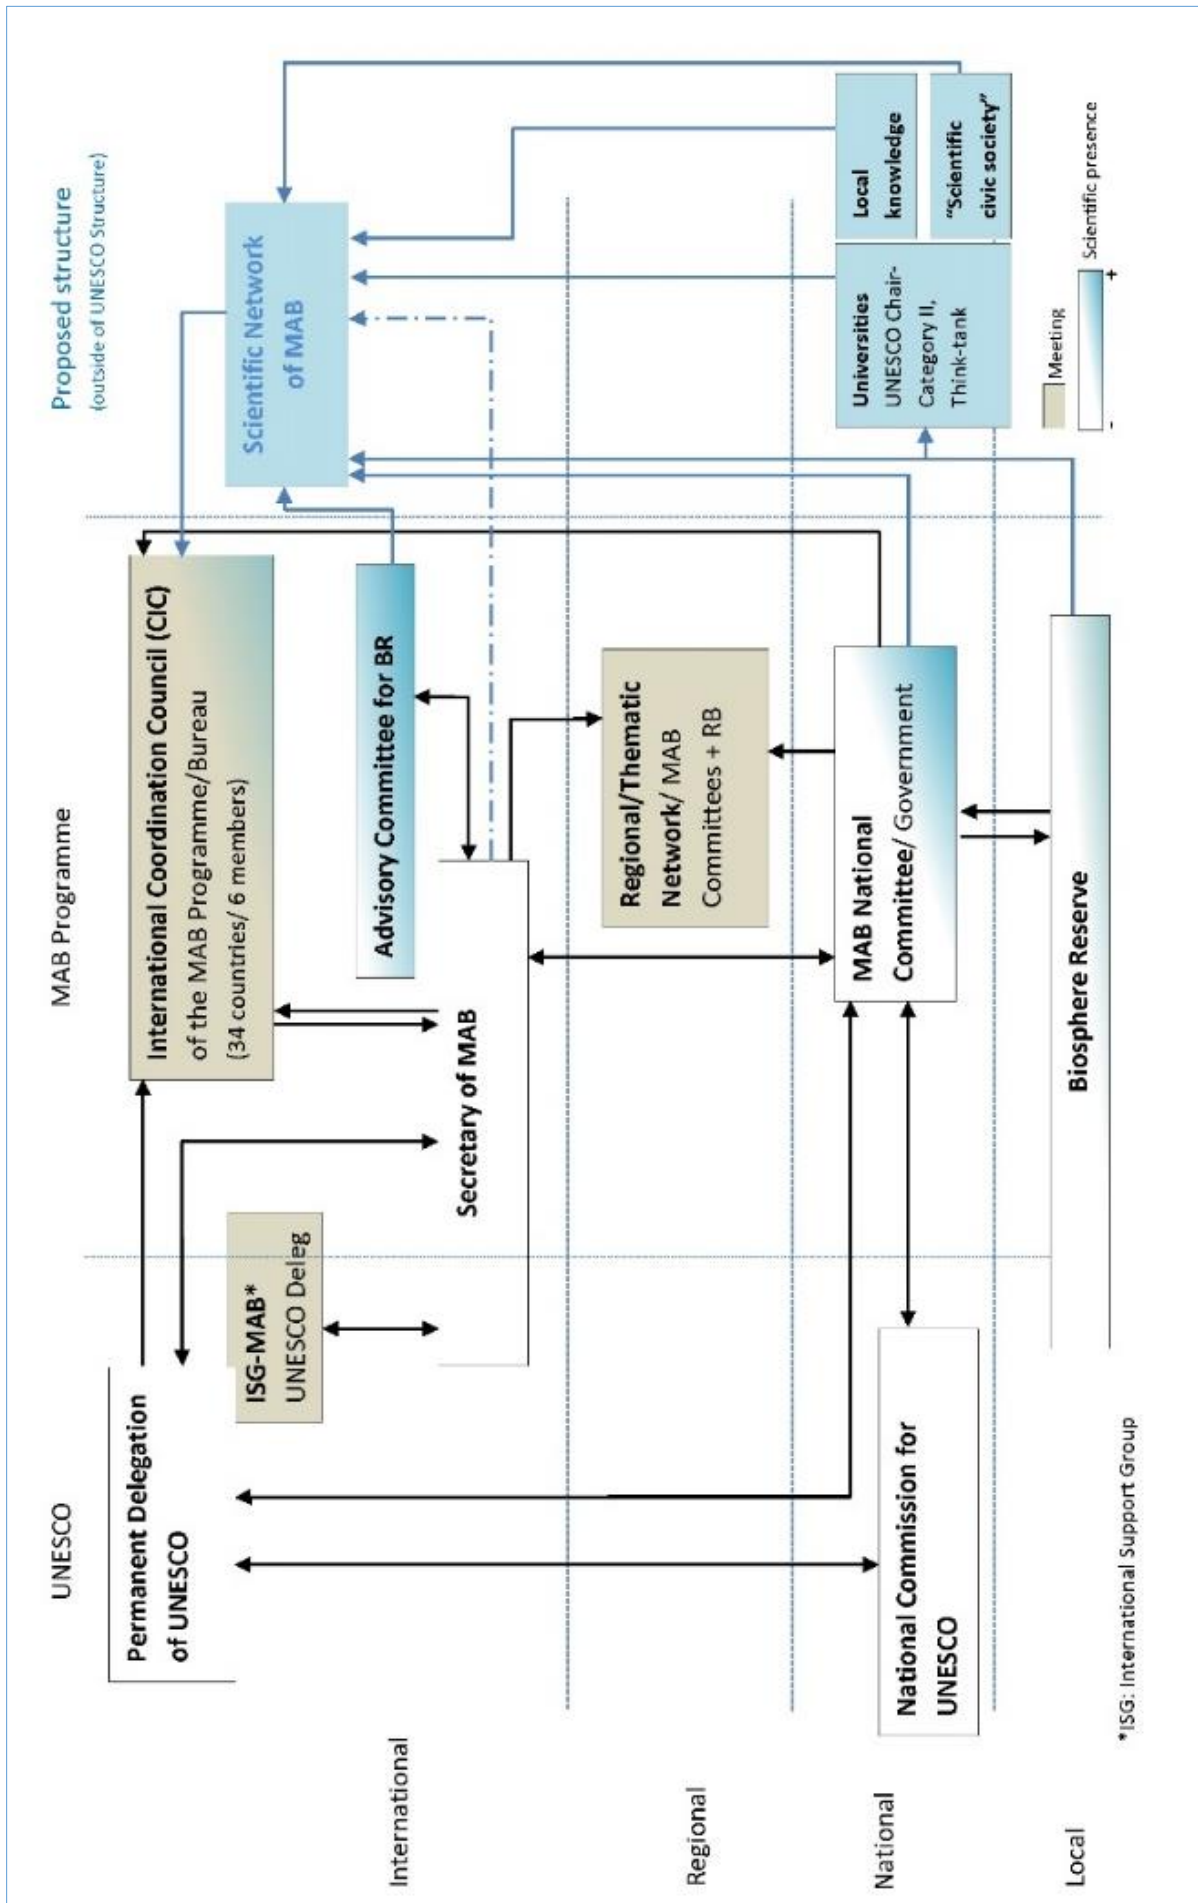 UNESCO
MAB Programme
Proposed structure
(outside of UNESCO Structure)
International
Permanent Delegation
of UNESCO
International Coordination Council (CIC)
of the MAB Programme/Bureau
(34 countries/ 6 members)
Scientific Network
of MAB
ISG-MAB*
UNESCO Deleg
Advisory Committee for BR
Secretary of MAB
Regional
Regional/Thematic
Network/ MAB
Committees + RB
National
National Commission for
UNESCO
MAB National
Committee/ Government
Universities
UNESCO Chair-
Category II,
Think-tank
Local
knowledge
"Scientific
civic society"
Local
Biosphere Reserve
Meeting
- +
Scientific presence
*ISG: International Support Group